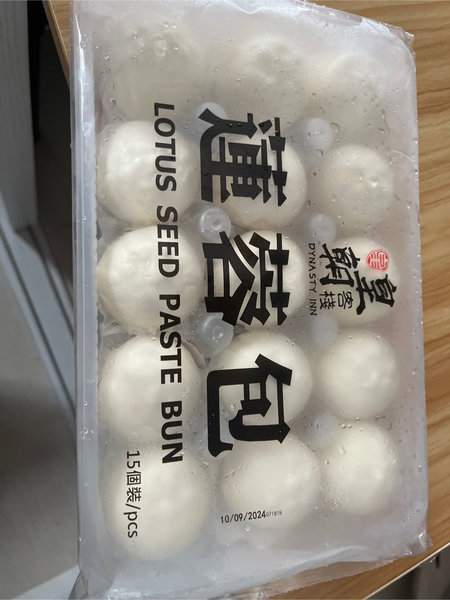 皇朝
DYNASTY INN
蓮蓉包
LOTUS SEED PASTE BUN
15個裝/pcs
10/09/2024 071819